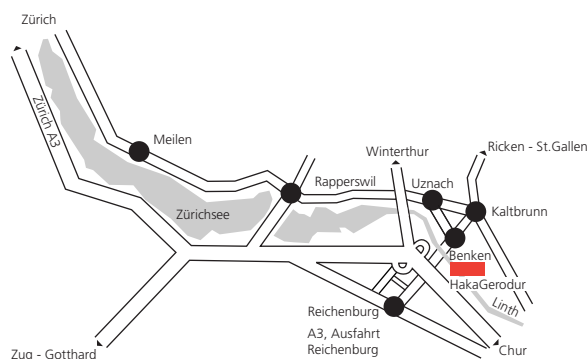 Zürich
Zürich A3
Meilen
Winterthur
Ricken - St.Gallen
Rapperswil
Uznach
Zürichsee
Kaltbrunn
Benken
HakaGerodur
Reichenburg
Linth
A3, Ausfahrt
Reichenburg
Zug - Gotthard
Chur